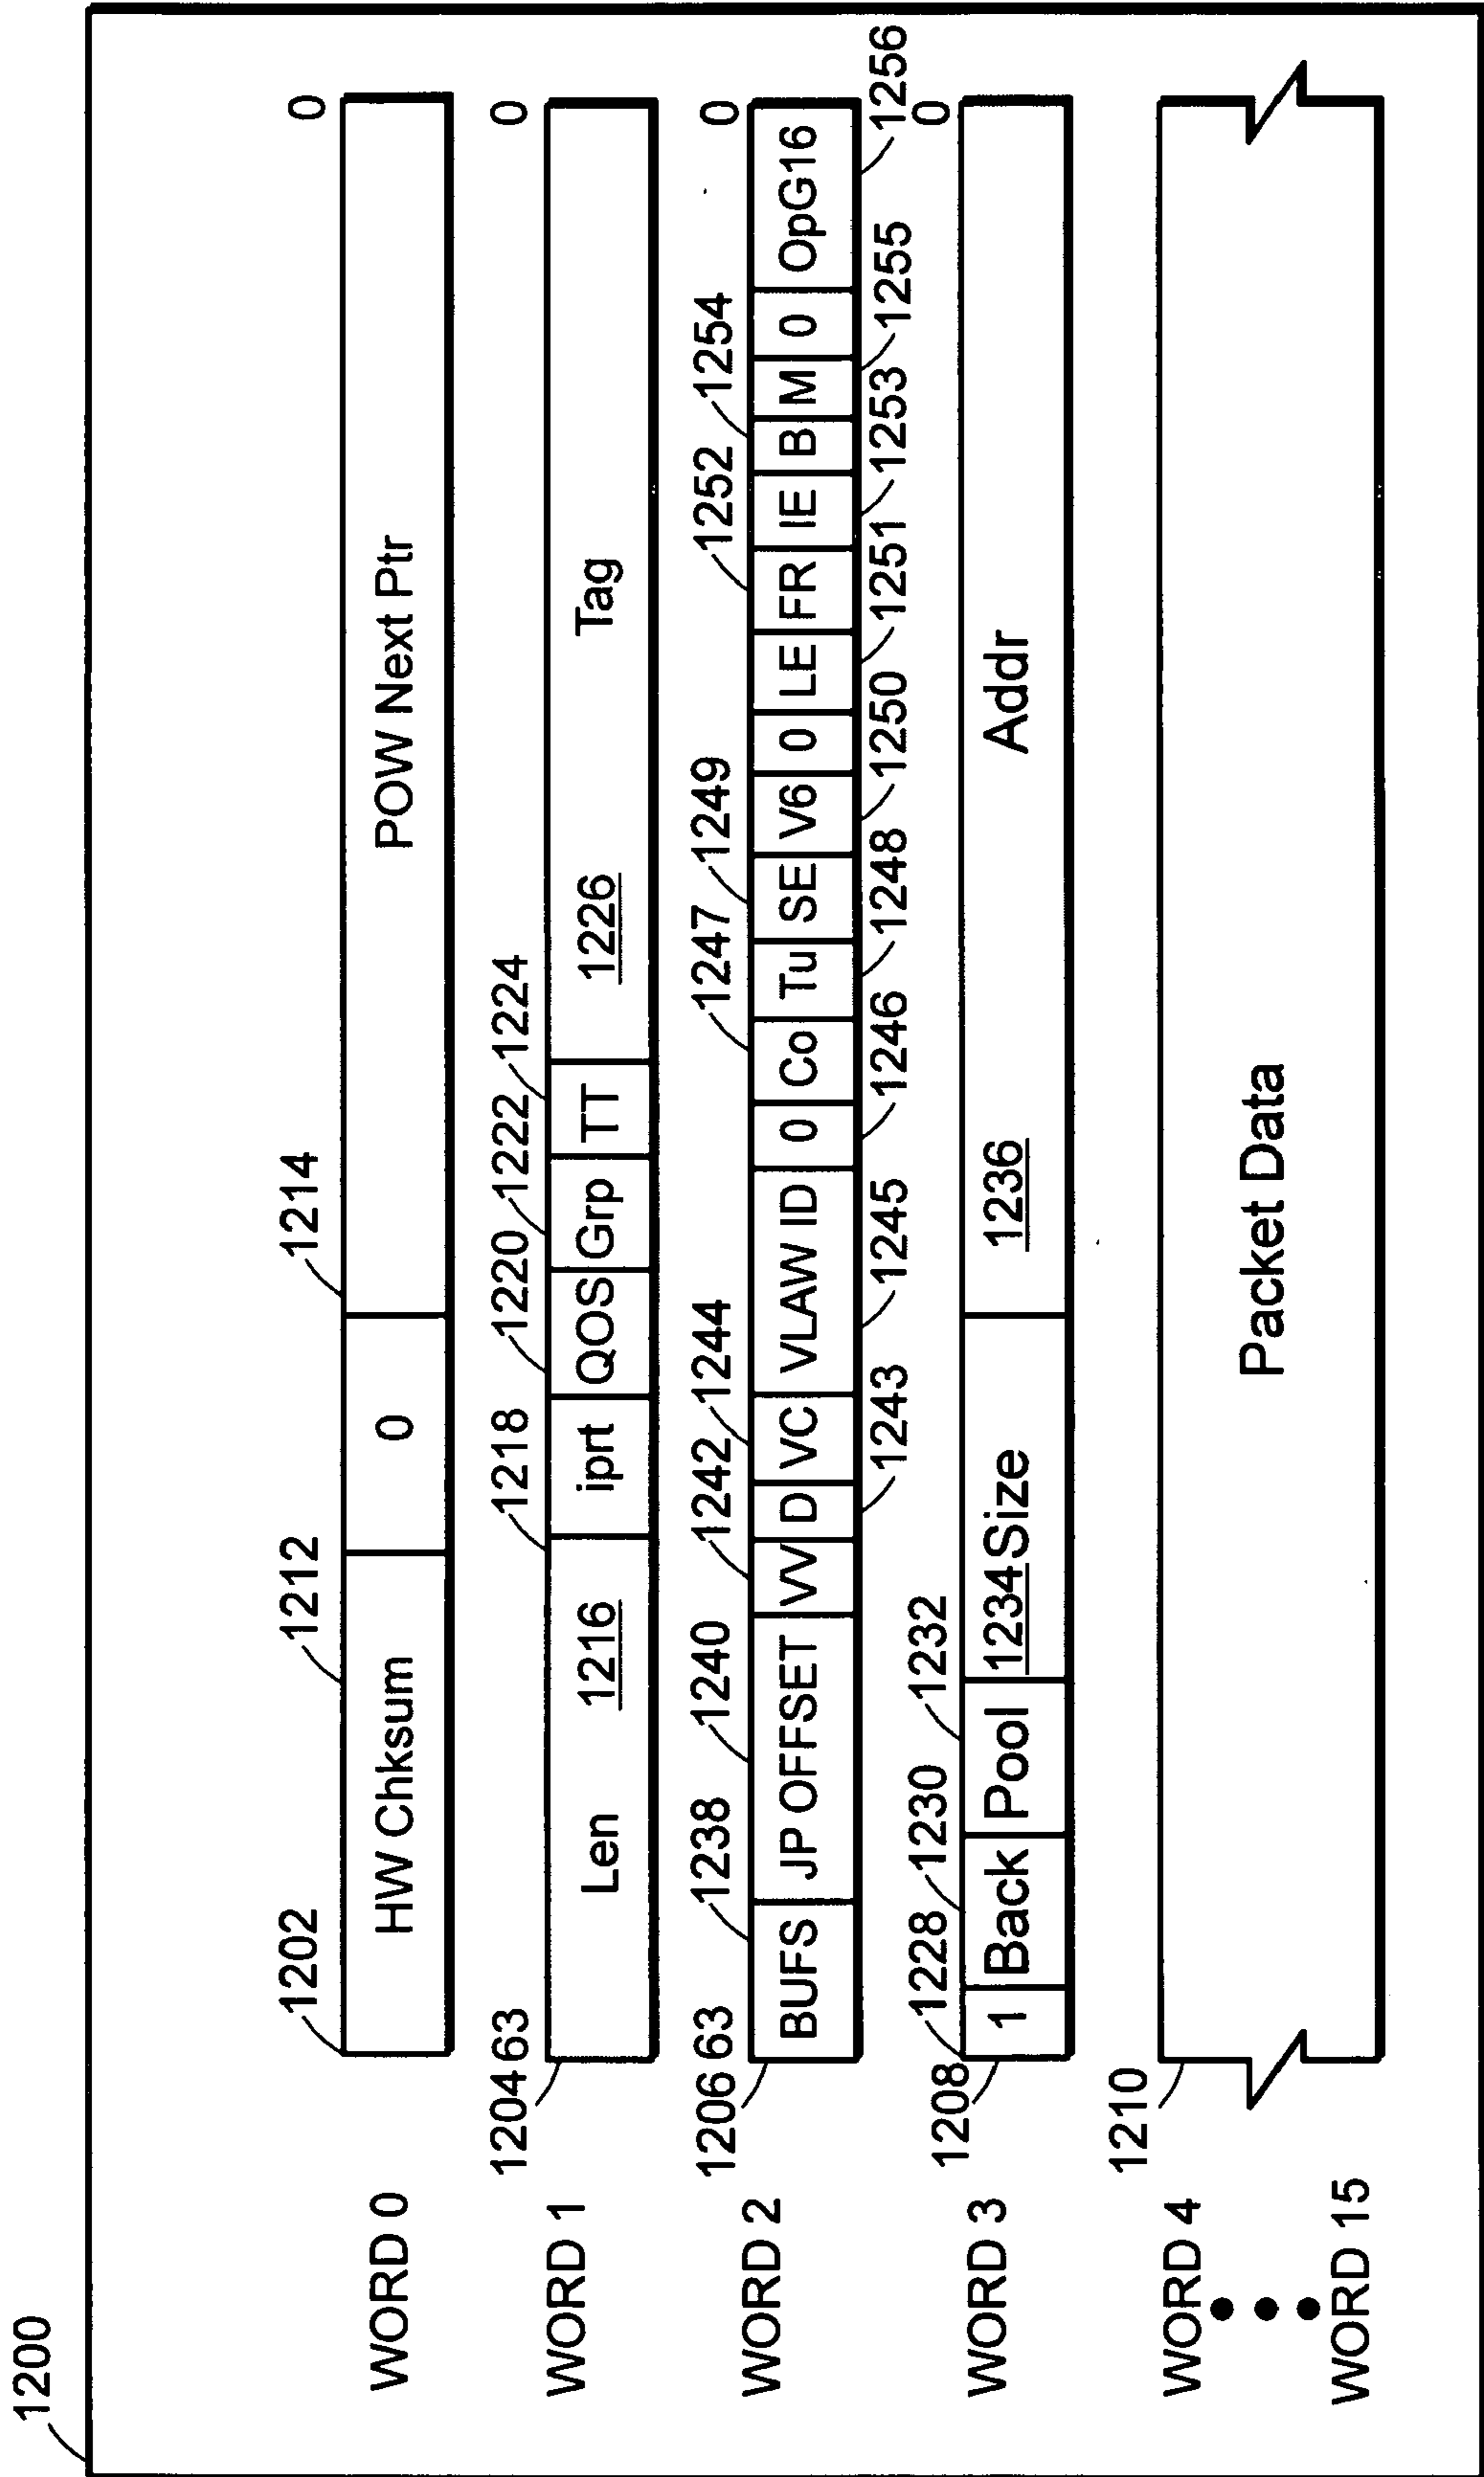 1200
1202 1212 1214
WORD 0 HW Chksum 0 POW Next Ptr 0
1204 63 1218 1220 1222 1224 0
WORD 1 Len 1216 iprt QOS Grp TT 1226 Tag
1206 63 1238 1240 1242 1244 1247 1249 1252 1254 0
WORD 2 BUFS JP OFFSET VV D VC VLAW ID 0 Co Tu SE V6 0 LE FR IE B M 0 OpG16
1243 1245 1246 1248 1250 1251 1253 1255 1256
1208 1228 1230 1232 0
WORD 3 1 Back Pool 1234 Size 1236 Addr
1210
WORD 4 Packet Data
WORD 15